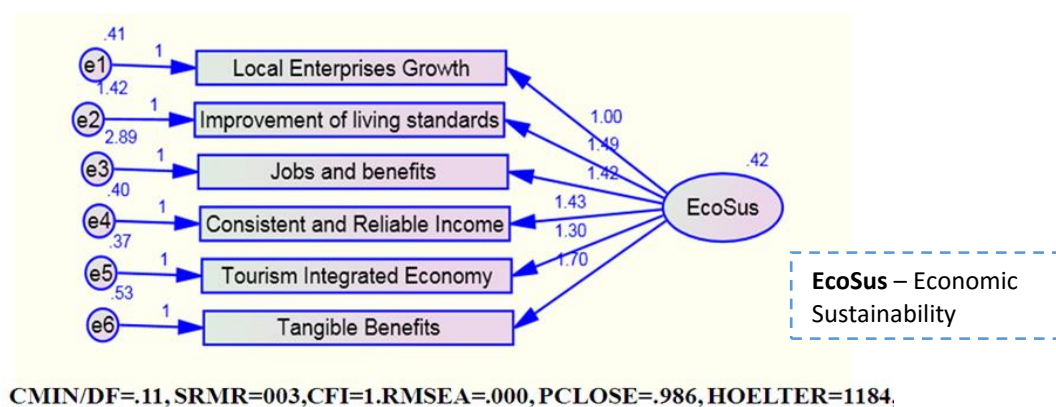 .41
e1 1 Local Enterprises Growth
1.42
e2 1 Improvement of living standards
2.89
e3 1 Jobs and benefits
.40
e4 1 Consistent and Reliable Income
.37
e5 1 Tourism Integrated Economy
.53
e6 1 Tangible Benefits
1.00
1.49
1.42
1.43
1.30
1.70
.42
EcoSus
EcoSus – Economic
Sustainability
CMIN/DF=.11, SRMR=003,CFI=1.RMSEA=.000, PCLOSE=.986, HOELTER=1184.